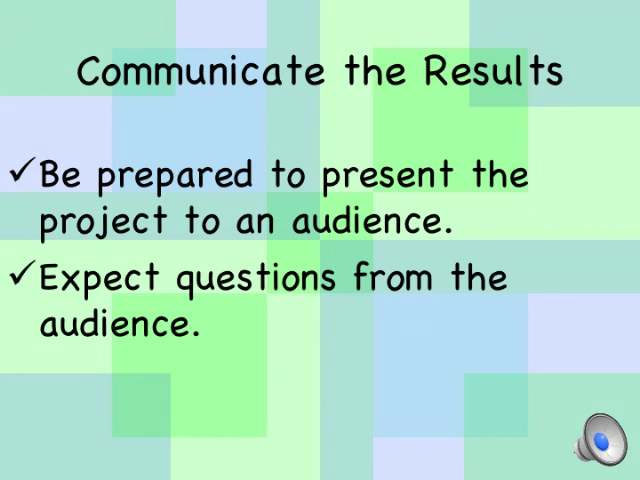 Communicate the Results
✓Be prepared to present the
project to an audience.
✓Expect questions from the
audience.